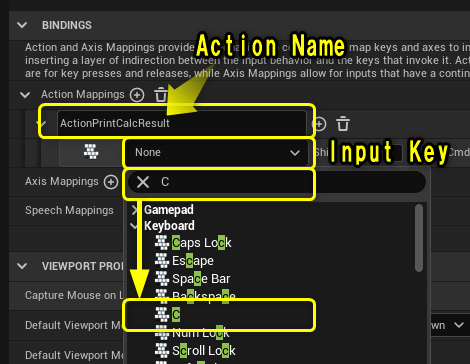 BINDINGS
Action and Axis Mappings provide
map keys and axes to in
inserting a layer of indirection between the input behavior and the keys that invoke it. Act
are for key presses and releases, while Axis Mappings allow for inputs that have a contin
Action Name
Action Mappings
ActionPrintCalcResult
None
Cmd
Input Key
Axis Mappings
C
Speech Mappings
Gamepad
Keyboard
Caps Lock
Escape
Space Bar
Backspace
C
Num Lock
Scroll Lock
VIEWPORT PRO
Capture Mouse on L
Default Viewport Mo
wn
Default Viewport Mo